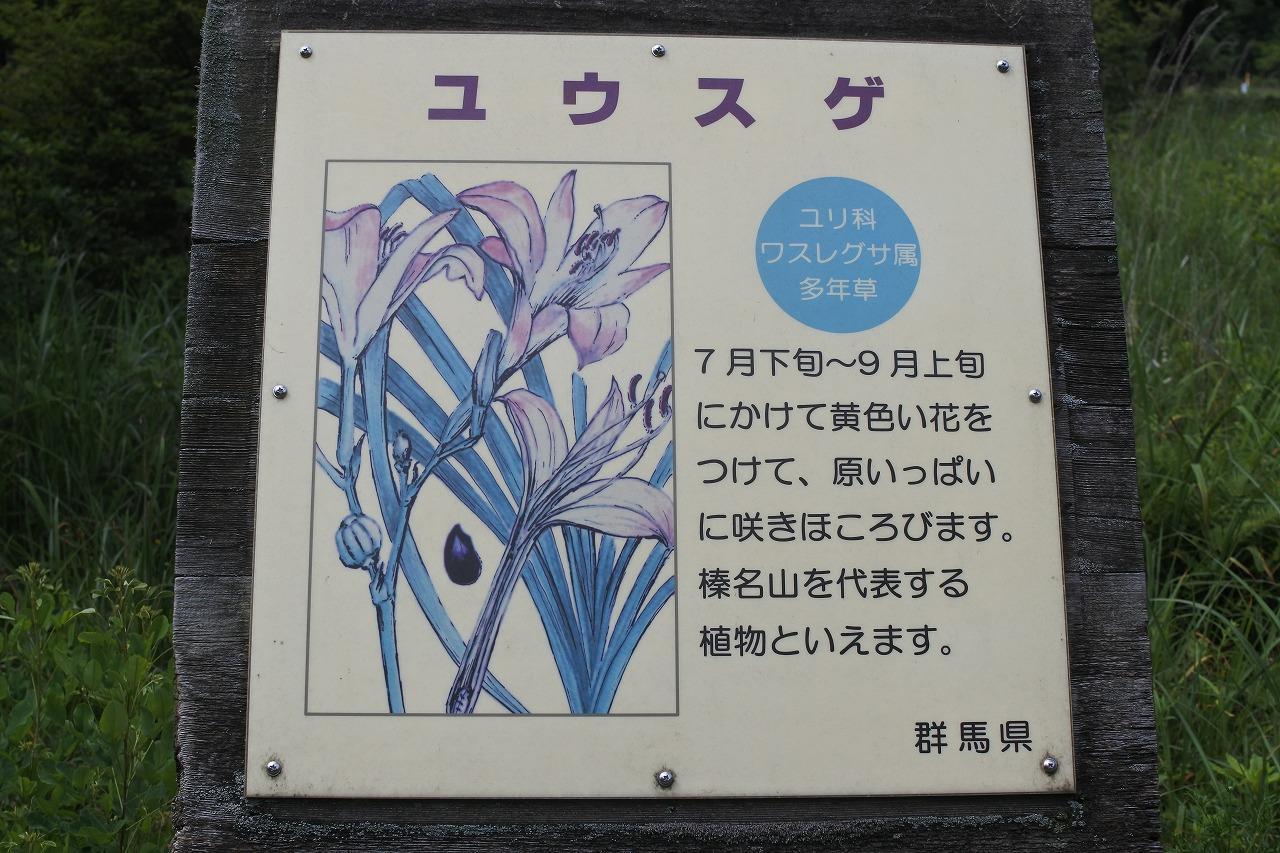 ユウスゲ
ユリ科
ワスレグサ属
多年草
7月下旬～9月上旬
にかけて黄色い花を
つけて、原いっぱい
に咲きほころびます。
榛名山を代表する
植物といえます。
群馬県